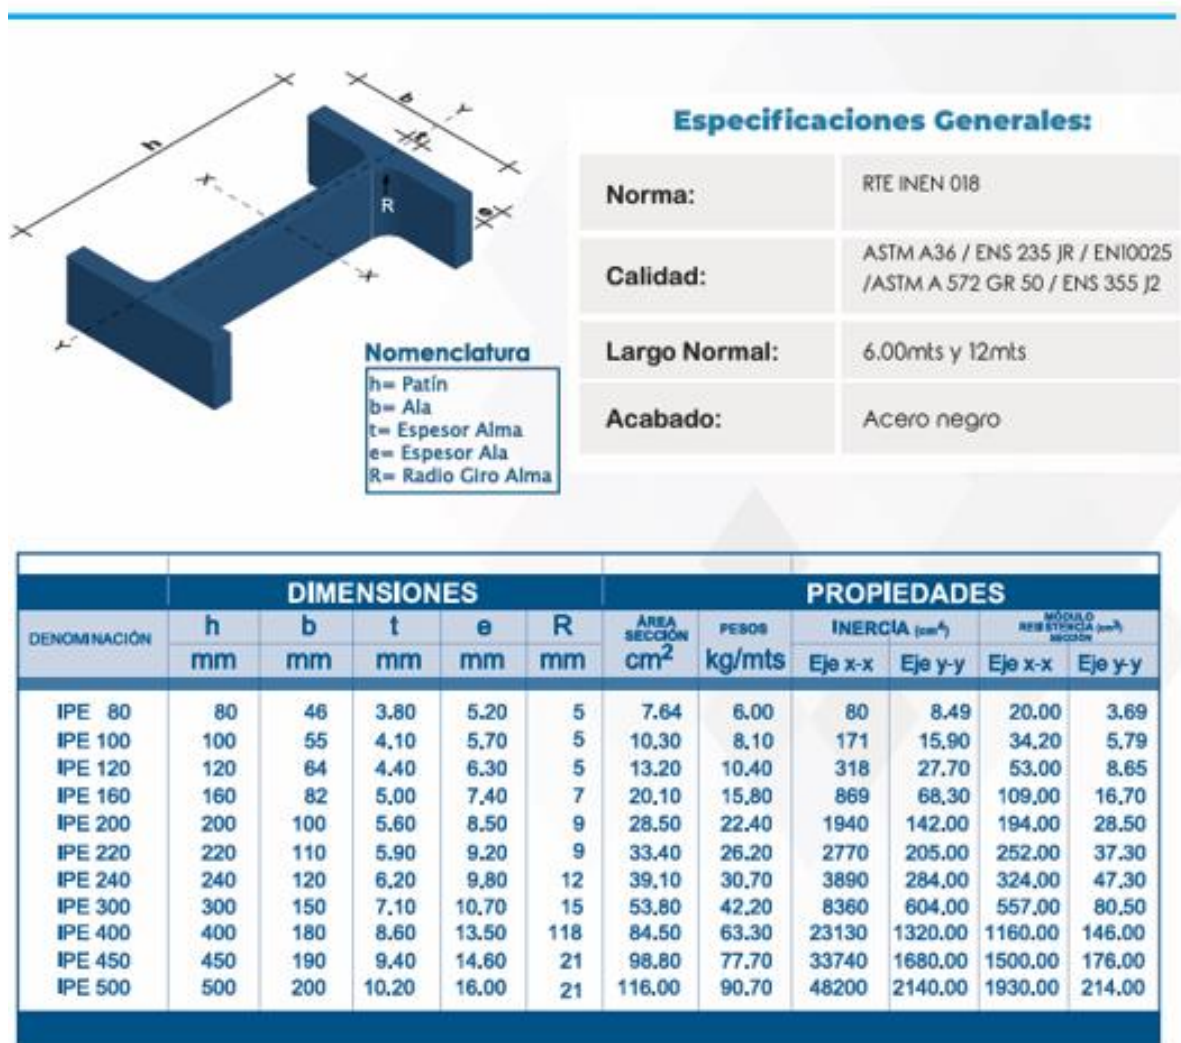 h
b
Y
t
X
R
e
X
Y
Nomenclatura
h= Patín
b= Ala
t= Espesor Alma
e= Espesor Ala
R= Radio Giro Alma
Especificaciones Generales:
Norma: RTE INEN 018
Calidad: ASTM A36 / ENS 235 JR / EN10025
/ASTM A 572 GR 50 / ENS 355 J2
Largo Normal: 6.00mts y 12mts
Acabado: Acero negro
DIMENSIONES PROPIEDADES
DENOMINACIÓN h b t e R ÁREA SECCIÓN PESOS INERCIA (cm⁴) MÓDULO RESISTENCIA (cm³) SECCIÓN
mm mm mm mm mm cm² kg/mts Eje x-x Eje y-y Eje x-x Eje y-y
IPE 80 80 46 3.80 5.20 5 7.64 6.00 80 8.49 20.00 3.69
IPE 100 100 55 4.10 5.70 5 10.30 8.10 171 15.90 34.20 5.79
IPE 120 120 64 4.40 6.30 5 13.20 10.40 318 27.70 53.00 8.65
IPE 160 160 82 5.00 7.40 7 20.10 15.80 869 68.30 109.00 16.70
IPE 200 200 100 5.60 8.50 9 28.50 22.40 1940 142.00 194.00 28.50
IPE 220 220 110 5.90 9.20 9 33.40 26.20 2770 205.00 252.00 37.30
IPE 240 240 120 6.20 9.80 12 39.10 30.70 3890 284.00 324.00 47.30
IPE 300 300 150 7.10 10.70 15 53.80 42.20 8360 604.00 557.00 80.50
IPE 400 400 180 8.60 13.50 118 84.50 63.30 23130 1320.00 1160.00 146.00
IPE 450 450 190 9.40 14.60 21 98.80 77.70 33740 1680.00 1500.00 176.00
IPE 500 500 200 10.20 16.00 21 116.00 90.70 48200 2140.00 1930.00 214.00